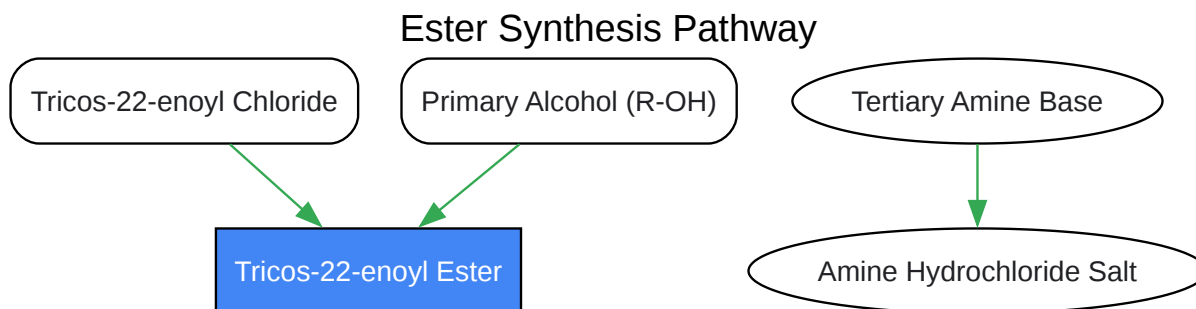 Ester Synthesis Pathway
Tricos-22-enoyl Chloride
Primary Alcohol (R-OH)
Tertiary Amine Base
Tricos-22-enoyl Ester
Amine Hydrochloride Salt